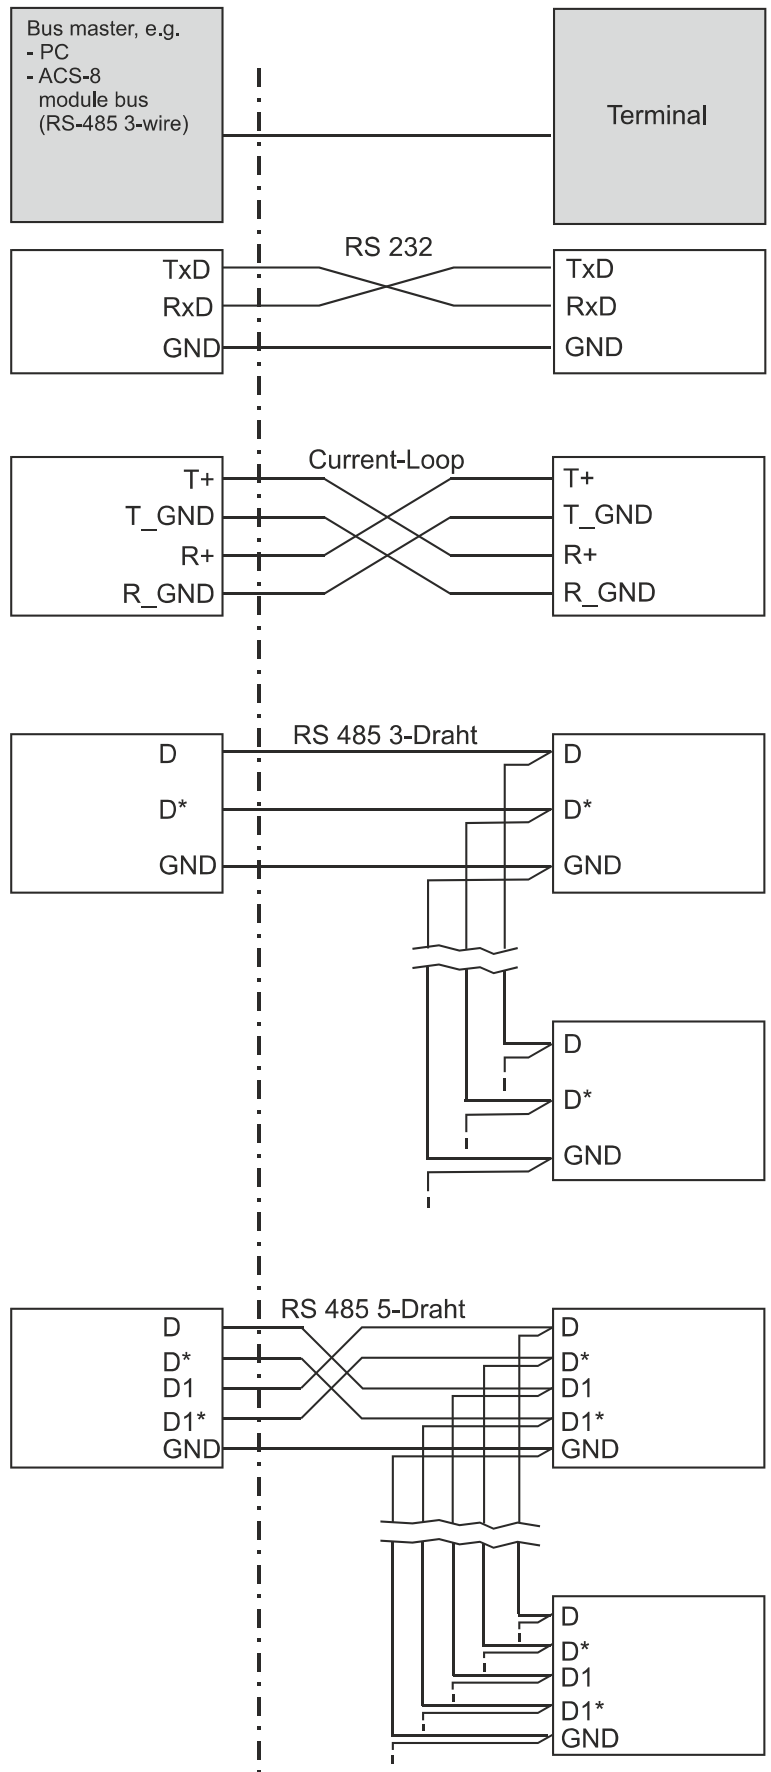 Bus master, e.g.
- PC
- ACS-8
module bus
(RS-485 3-wire)
Terminal
RS 232
TxD
RxD
GND
TxD
RxD
GND
Current-Loop
T+
T_GND
R+
R_GND
T+
T_GND
R+
R_GND
RS 485 3-Draht
D
D*
GND
D
D*
GND
D
D*
GND
RS 485 5-Draht
D
D*
D1
D1*
GND
D
D*
D1
D1*
GND
D
D*
D1
D1*
GND